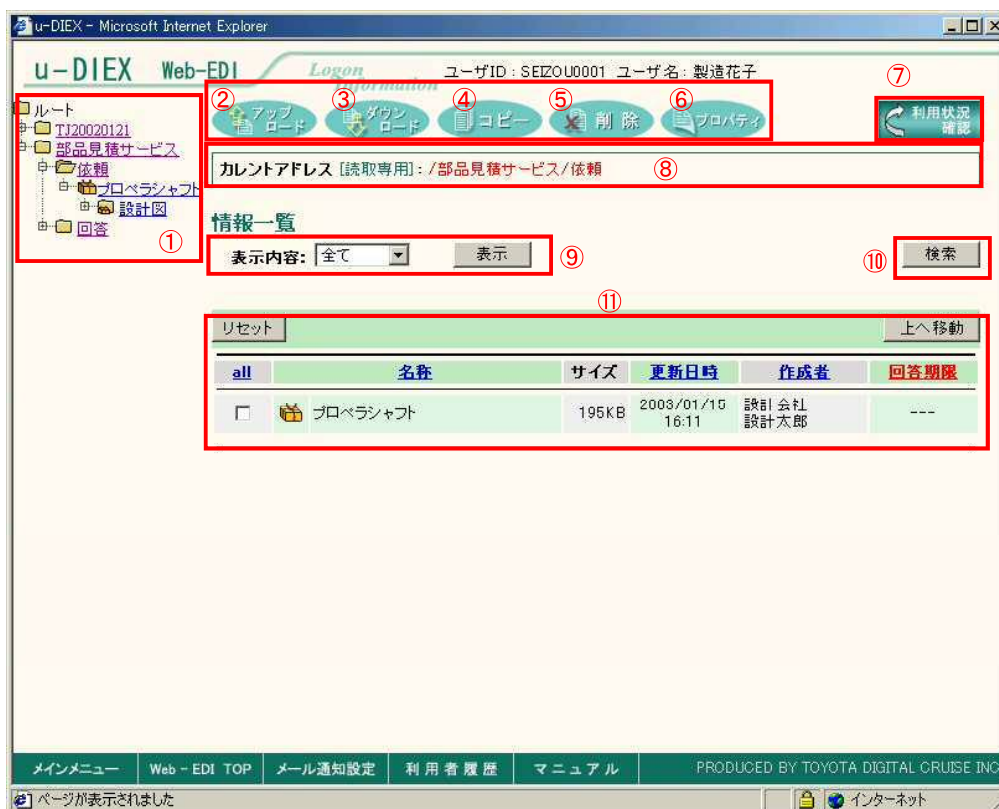 u-DIEX - Microsoft Internet Explorer
u-DIEX Web-EDI
Logon Information
ユーザID : SEIZOU0001 ユーザ名 : 製造花子
② アップロード
③ ダウンロード
④ コピー
⑤ 削除
⑥ プロパティ
⑦
利用状況確認
ルート
TJ20020121
部品見積サービス
依頼
プロペラシャフト
設計図
回答
①
カレントアドレス [読取専用] : /部品見積サービス/依頼
⑧
情報一覧
表示内容: 全て 表示 ⑨
⑩ 検索
⑪
リセット 上へ移動
all 名称 サイズ 更新日時 作成者 回答期限
プロペラシャフト 195KB 2003/01/15 16:11 設計会社 設計太郎 ---
メインメニュー Web - EDI TOP メール通知設定 利用者履歴 マニュアル PRODUCED BY TOYOTA DIGITAL CRUISE INC
ページが表示されました インターネット